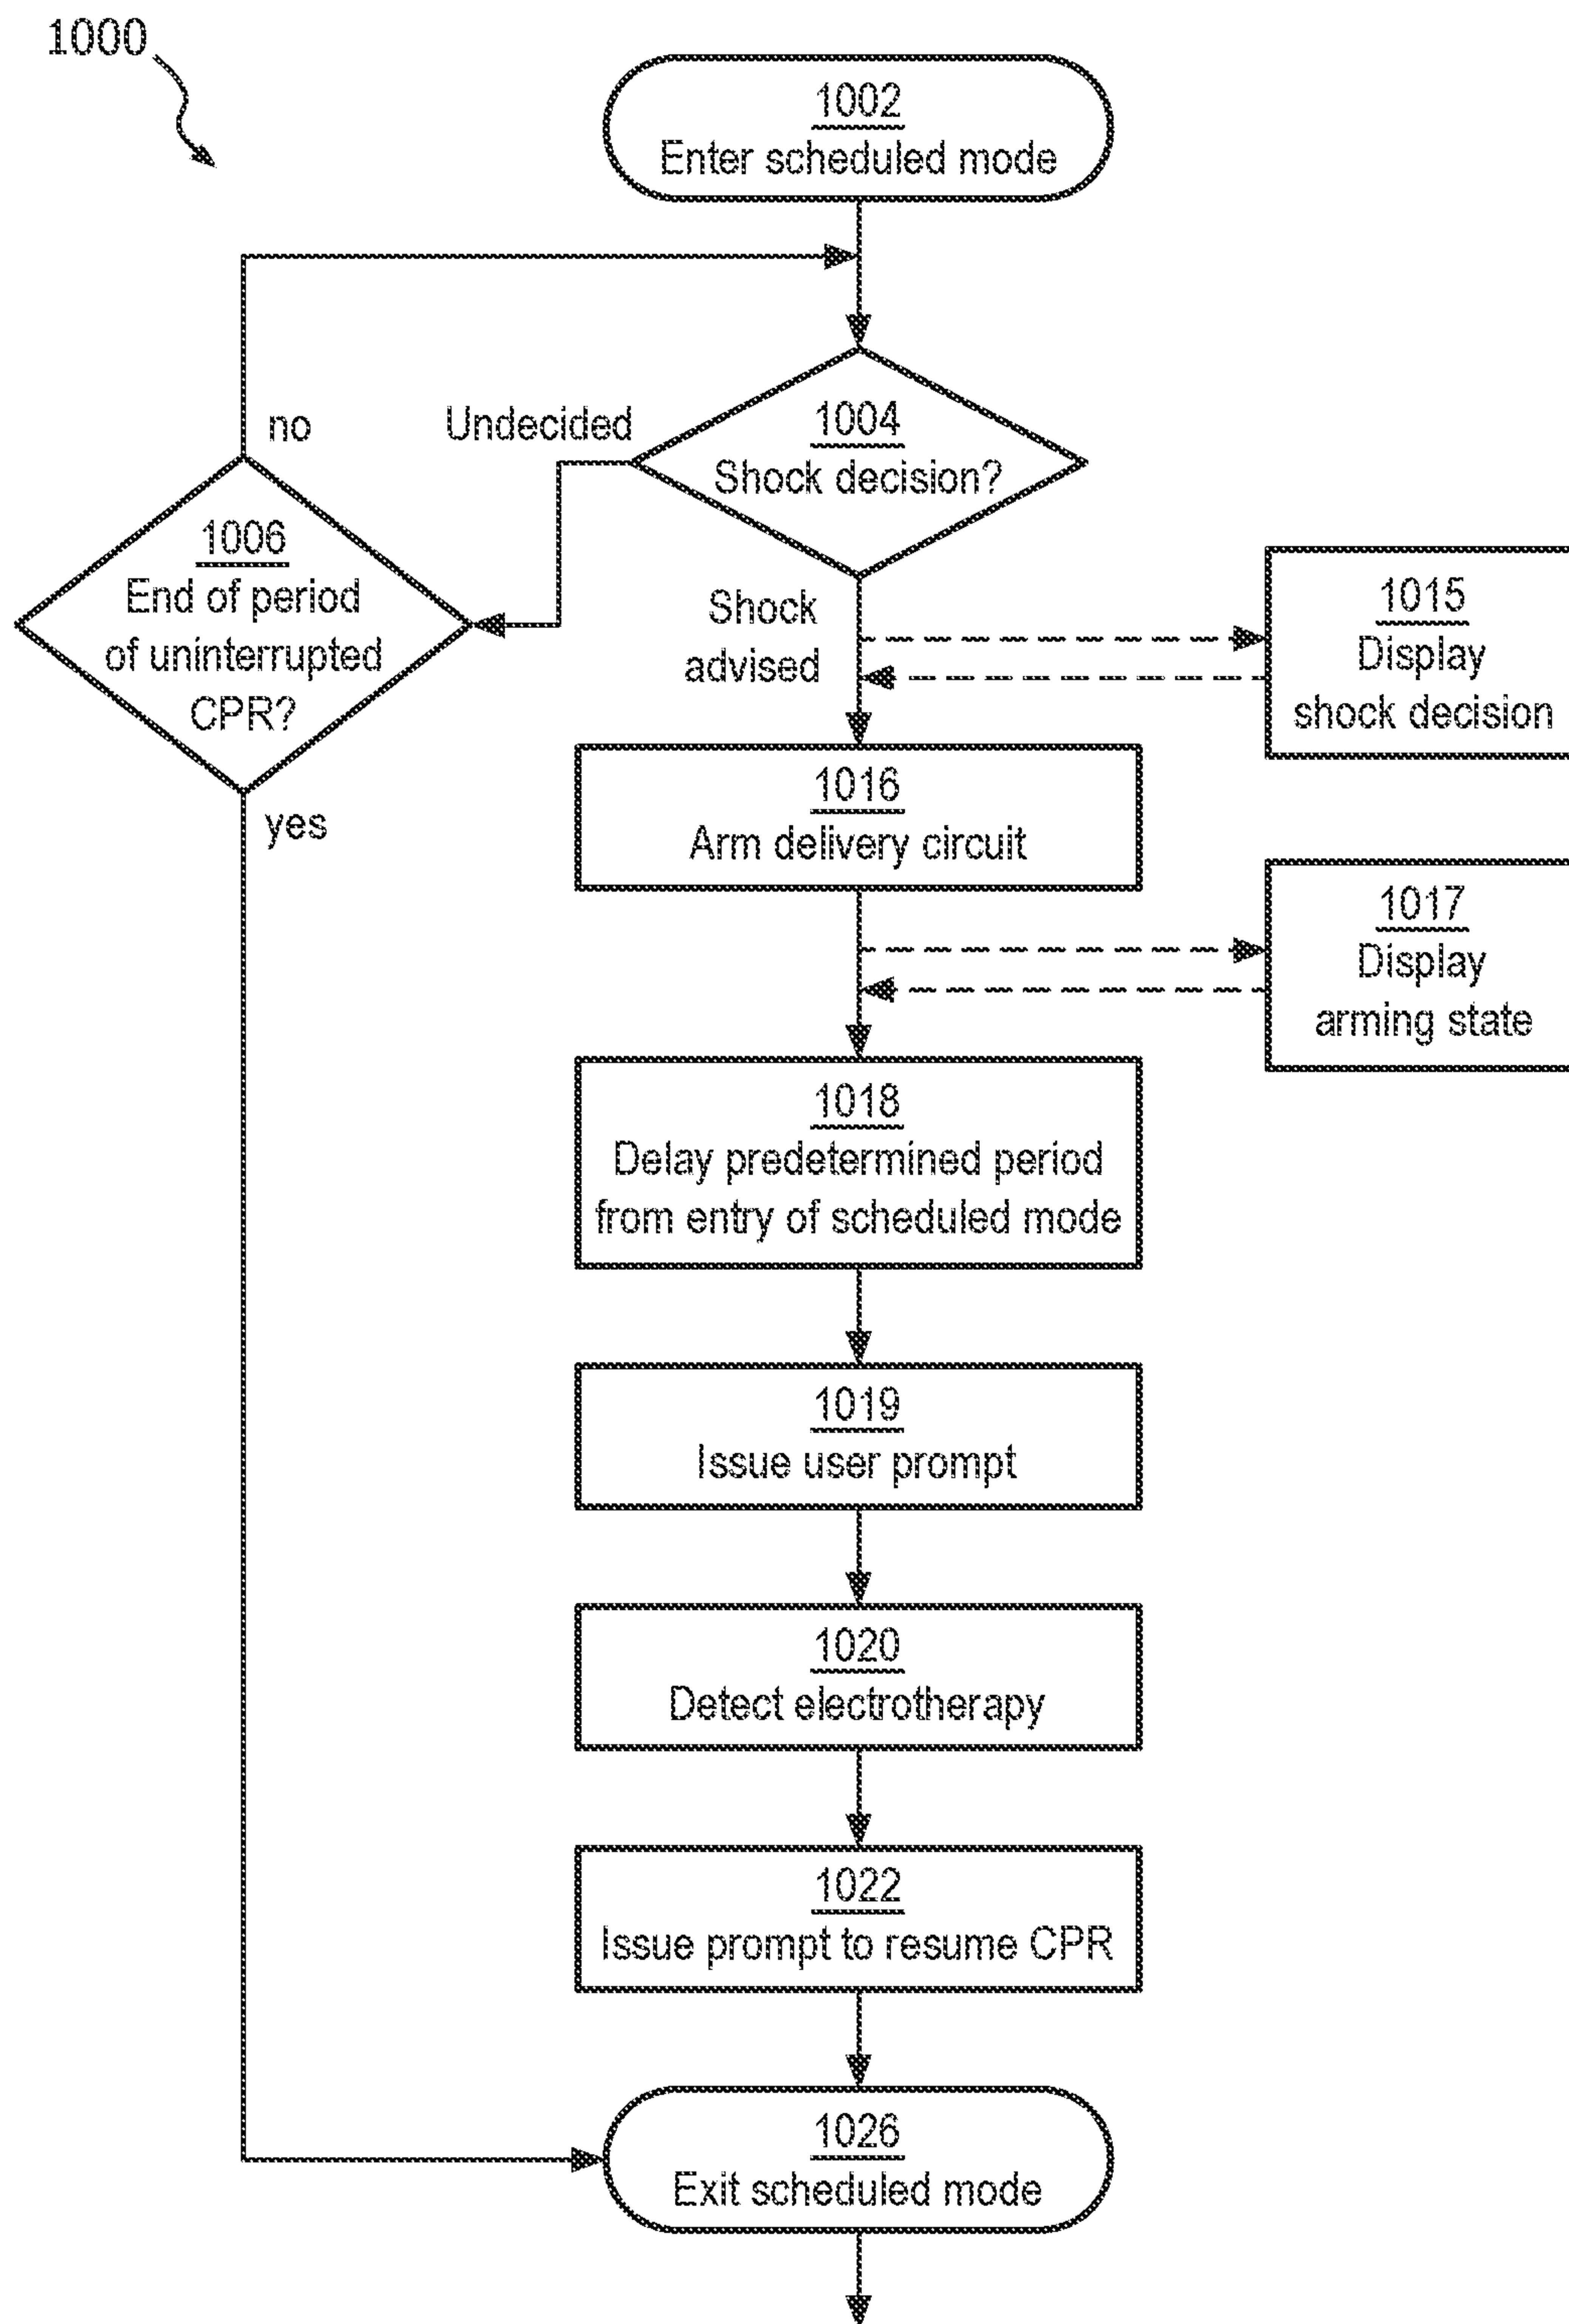 1000
1002
Enter scheduled mode
no
Undecided
1004
Shock decision?
1006
End of period
of uninterrupted
CPR?
yes
Shock
advised
1015
Display
shock decision
1016
Arm delivery circuit
1017
Display
arming state
1018
Delay predetermined period
from entry of scheduled mode
1019
Issue user prompt
1020
Detect electrotherapy
1022
Issue prompt to resume CPR
1026
Exit scheduled mode